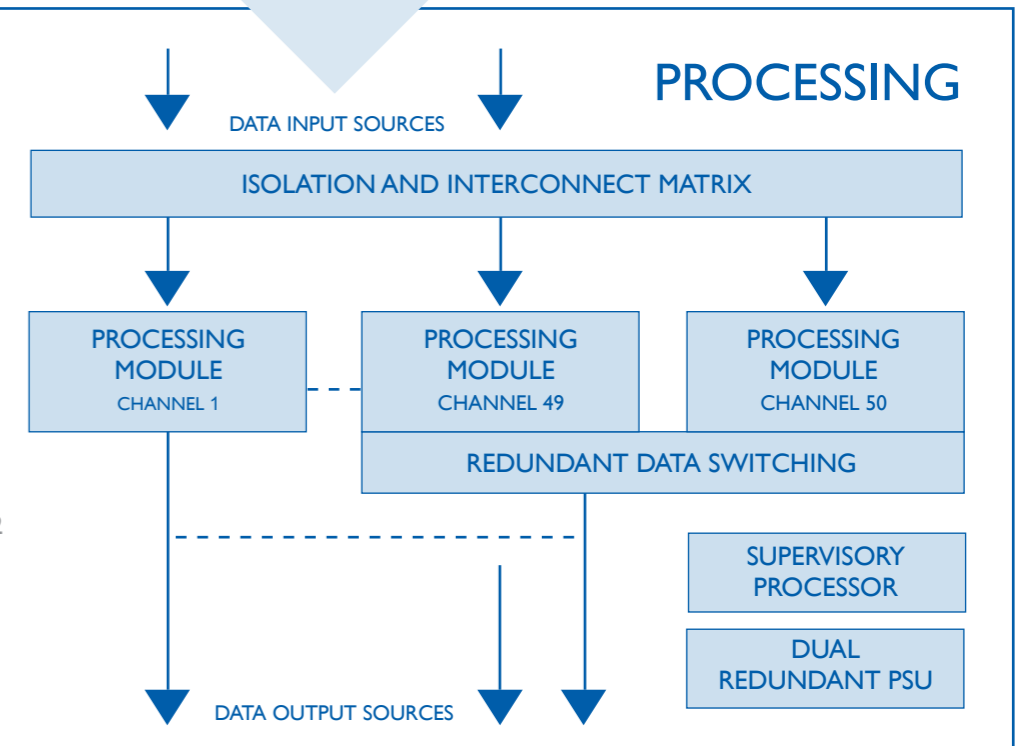 PROCESSING
DATA INPUT SOURCES
ISOLATION AND INTERCONNECT MATRIX
PROCESSING
MODULE
CHANNEL 1
PROCESSING
MODULE
CHANNEL 49
PROCESSING
MODULE
CHANNEL 50
REDUNDANT DATA SWITCHING
SUPERVISORY
PROCESSOR
DUAL
REDUNDANT PSU
DATA OUTPUT SOURCES